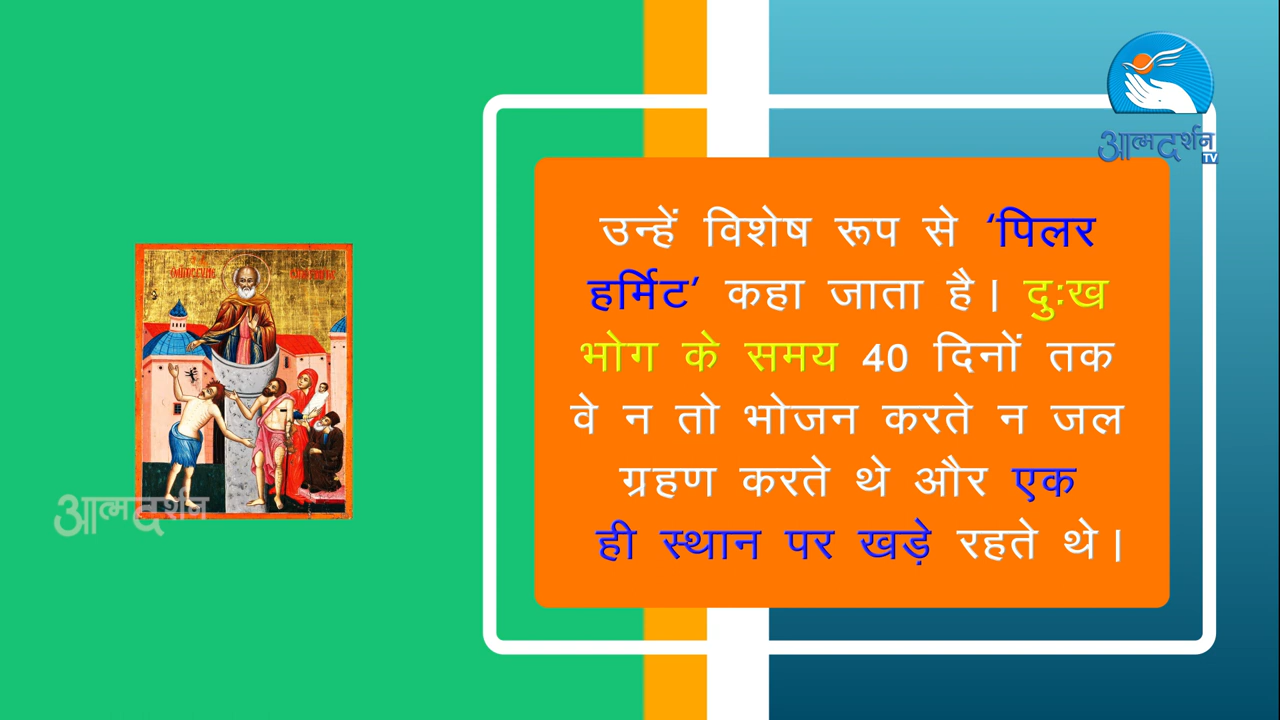 आत्मदर्शन
TV
उन्हें विशेष रूप से ‘पिलर
हर्मिट’ कहा जाता है। दुःख
भोग के समय 40 दिनों तक
वे न तो भोजन करते न जल
ग्रहण करते थे और एक
ही स्थान पर खड़े रहते थे।
आत्मदर्शन